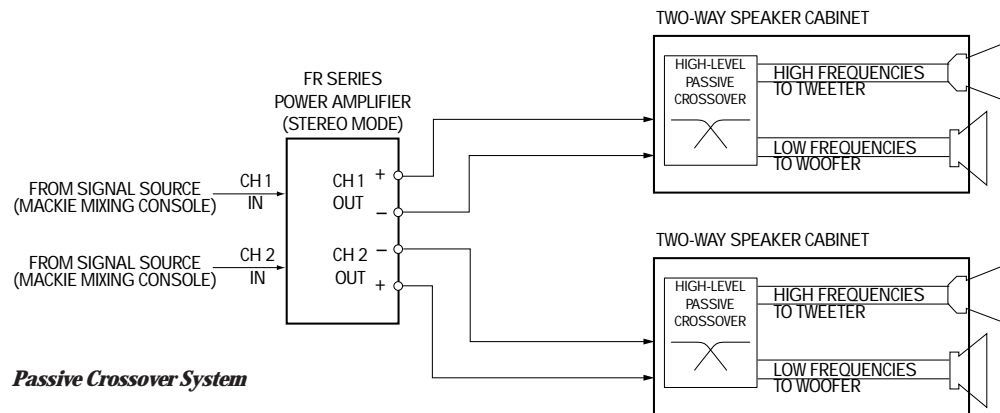 TWO-WAY SPEAKER CABINET
FR SERIES
POWER AMPLIFIER
(STEREO MODE)
HIGH-LEVEL
PASSIVE
CROSSOVER
HIGH FREQUENCIES
TO TWEETER
LOW FREQUENCIES
TO WOOFER
FROM SIGNAL SOURCE
(MACKIE MIXING CONSOLE)
CH 1
IN
CH 1
OUT
+
−
FROM SIGNAL SOURCE
(MACKIE MIXING CONSOLE)
CH 2
IN
CH 2
OUT
−
+
TWO-WAY SPEAKER CABINET
HIGH-LEVEL
PASSIVE
CROSSOVER
HIGH FREQUENCIES
TO TWEETER
LOW FREQUENCIES
TO WOOFER
Passive Crossover System